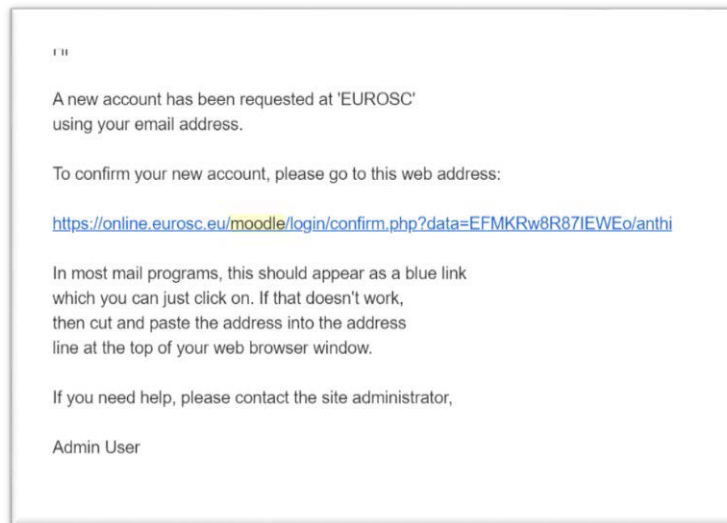 A new account has been requested at 'EUROSC'
using your email address.
To confirm your new account, please go to this web address:
https://online.eurosc.eu/moodle/login/confirm.php?data=EFMKRw8R87IEWEo/anthi
In most mail programs, this should appear as a blue link
which you can just click on. If that doesn't work,
then cut and paste the address into the address
line at the top of your web browser window.
If you need help, please contact the site administrator,
Admin User